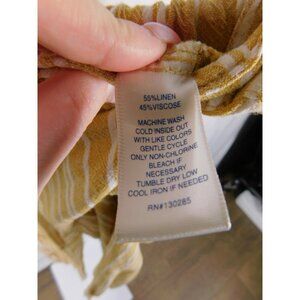 55%LINEN
45%VISCOSE
MACHINE WASH
COLD INSIDE OUT
WITH LIKE COLORS
GENTLE CYCLE
ONLY NON-CHLORINE
BLEACH IF
NECESSARY
TUMBLE DRY LOW
COOL IRON IF NEEDED
RN#130285